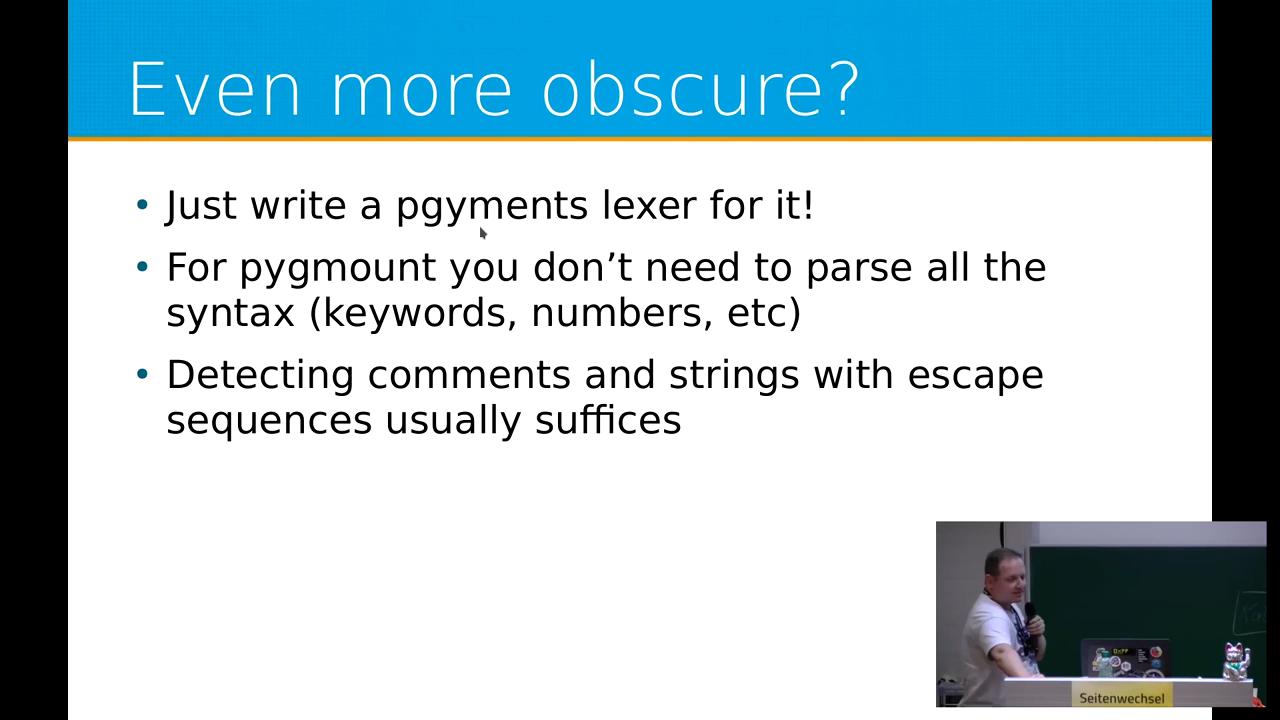 Even more obscure?
• Just write a pgyments lexer for it!
• For pygmount you don’t need to parse all the
syntax (keywords, numbers, etc)
• Detecting comments and strings with escape
sequences usually suffices
Seitenwechsel